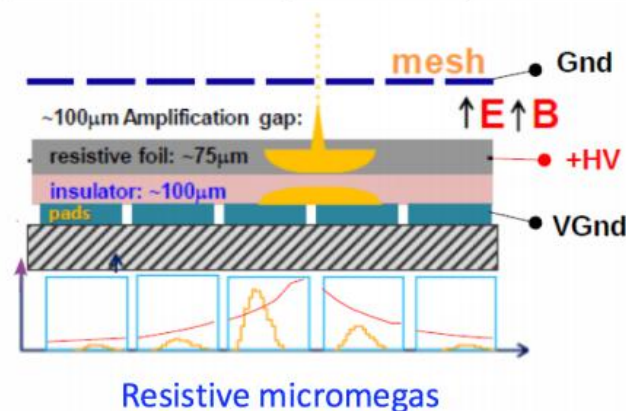 mesh
Gnd
~100μm Amplification gap:
E B
resistive foil: ~75μm
+HV
insulator: ~100μm
pads
VGnd
Resistive micromegas